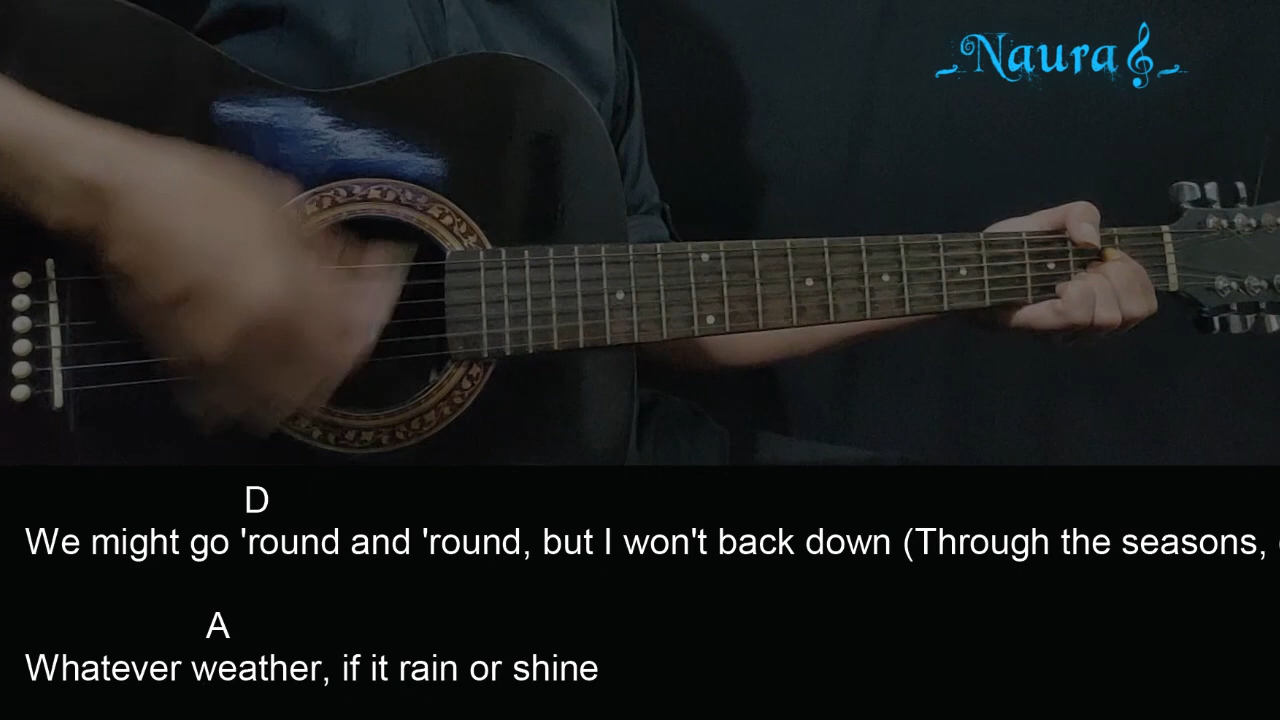 Naura
D
We might go 'round and 'round, but I won't back down (Through the seasons,
A
Whatever weather, if it rain or shine